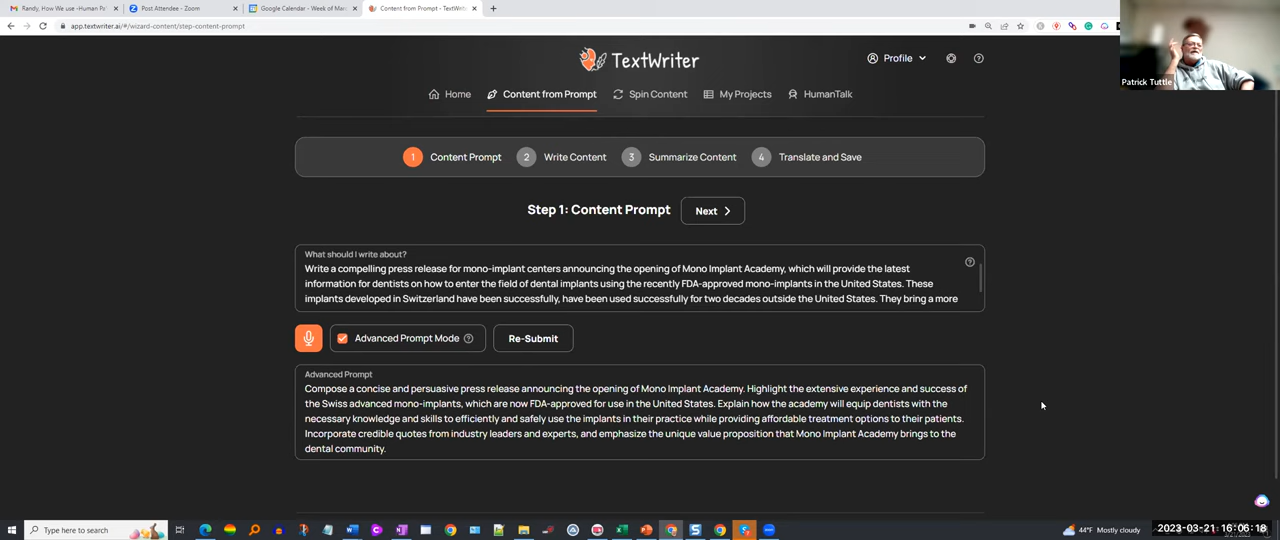 Randy, How We use -Human Pat
Post Attendee - Zoom
Google Calendar - Week of Marc
Content from Prompt - TextWrite
app.textwriter.ai/#/wizard-content/step-content-prompt
Patrick Tuttle
TextWriter
Profile
Home
Content from Prompt
Spin Content
My Projects
HumanTalk
1 Content Prompt
2 Write Content
3 Summarize Content
4 Translate and Save
Step 1: Content Prompt
Next
What should I write about?
Write a compelling press release for mono-implant centers announcing the opening of Mono Implant Academy, which will provide the latest
information for dentists on how to enter the field of dental implants using the recently FDA-approved mono-implants in the United States. These
implants developed in Switzerland have been successfully, have been used successfully for two decades outside the United States. They bring a more
Advanced Prompt Mode
Re-Submit
Advanced Prompt
Compose a concise and persuasive press release announcing the opening of Mono Implant Academy. Highlight the extensive experience and success of
the Swiss advanced mono-implants, which are now FDA-approved for use in the United States. Explain how the academy will equip dentists with the
necessary knowledge and skills to efficiently and safely use the implants in their practice while providing affordable treatment options to their patients.
Incorporate credible quotes from industry leaders and experts, and emphasize the unique value proposition that Mono Implant Academy brings to the
dental community.
Type here to search
44°F Mostly cloudy
2023-03-21 16:06:18